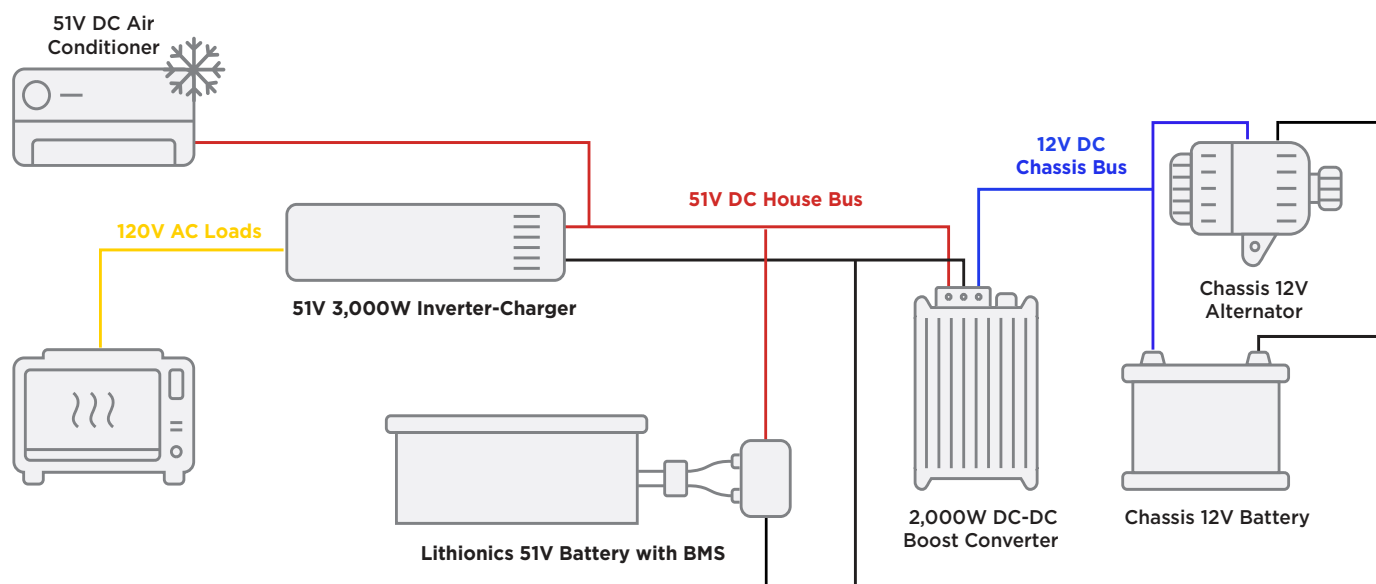 51V DC Air
Conditioner
12V DC
Chassis Bus
51V DC House Bus
120V AC Loads
51V 3,000W Inverter-Charger
Chassis 12V
Alternator
2,000W DC-DC
Boost Converter
Chassis 12V Battery
Lithionics 51V Battery with BMS